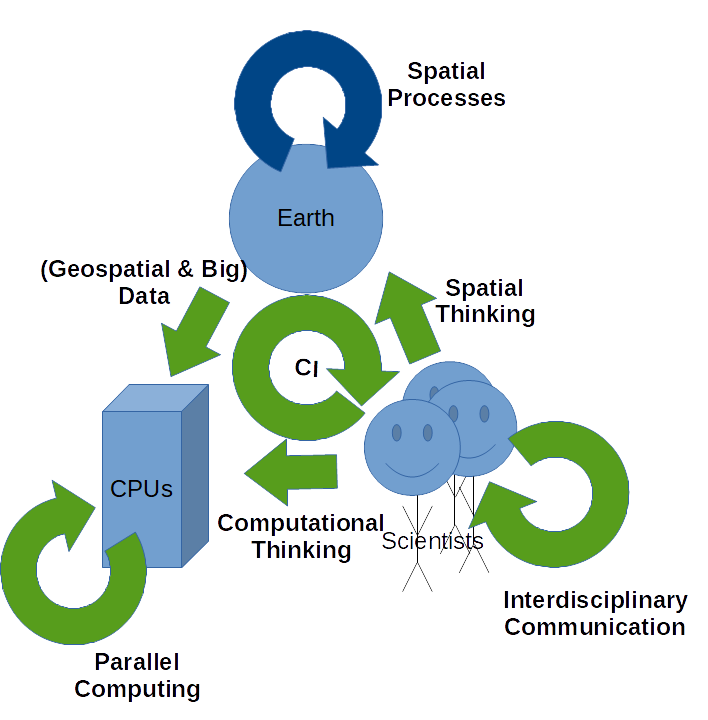 Spatial
Processes
Earth
(Geospatial & Big)
Data
Spatial
Thinking
CI
CPUs
Computational
Thinking
Scientists
Interdisciplinary
Communication
Parallel
Computing